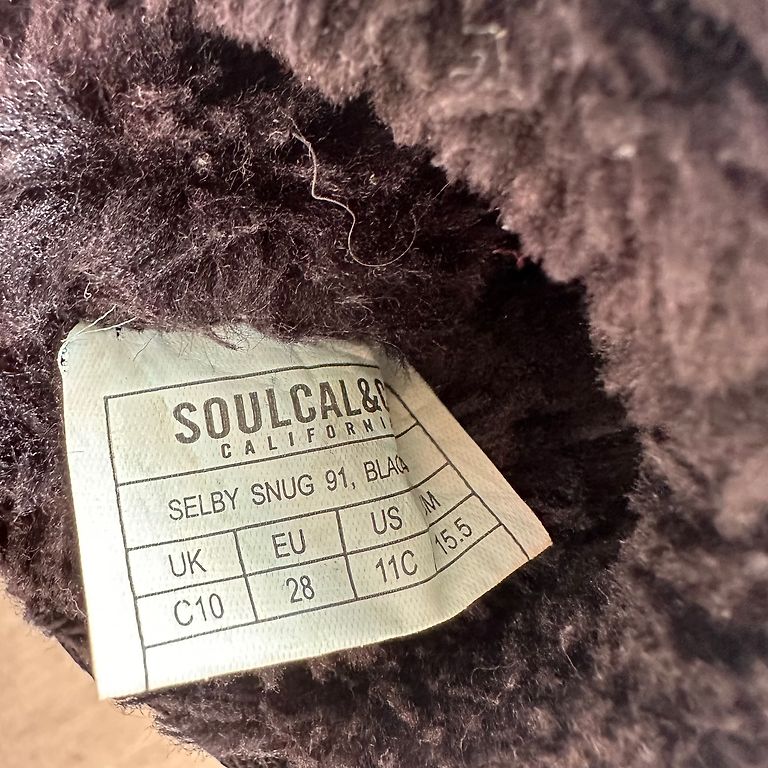 SOULCAL&C
CALIFORNI
SELBY SNUG 91, BLAC
UK EU US M
C10 28 11C 15.5